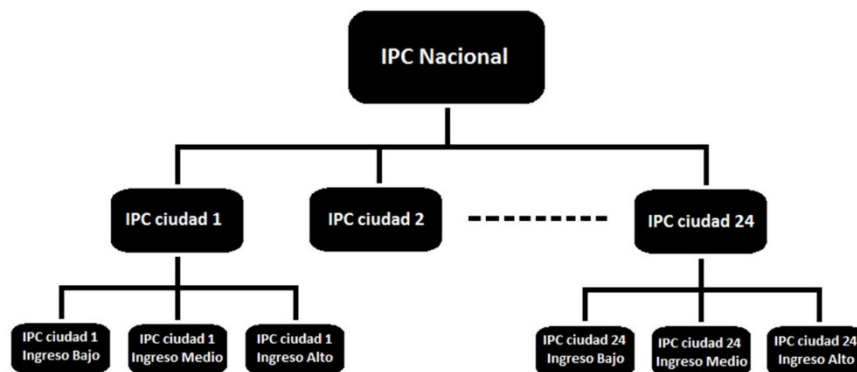 IPC Nacional
IPC ciudad 1
IPC ciudad 2
IPC ciudad 24
IPC ciudad 1
Ingreso Bajo
IPC ciudad 1
Ingreso Medio
IPC ciudad 1
Ingreso Alto
IPC ciudad 24
Ingreso Bajo
IPC ciudad 24
Ingreso Medio
IPC ciudad 24
Ingreso Alto